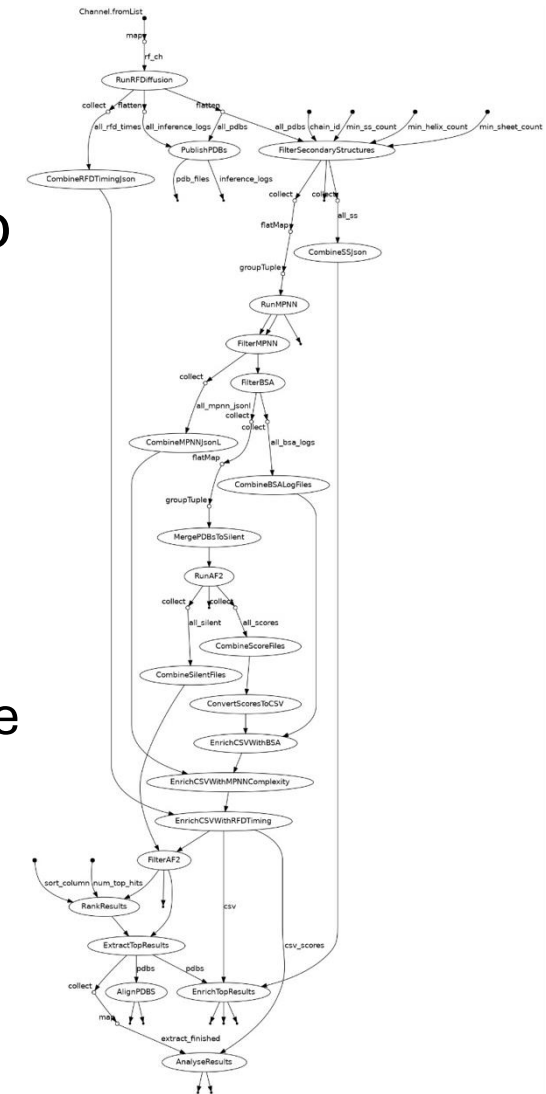 Channel.fromList
map
rf_ch
RunRFDiffusion
collect flatten flatten
all_rfd_times all_inference_logs all_pdbs all_pdbs chain_id min_ss_count min_helix_count min_sheet_count
PublishPDBs FilterSecondaryStructures
CombineRFDTimingJson pdb_files inference_logs
collect collect
all_ss
flatMap
CombineSSJson
groupTuple
RunMPNN
FilterMPNN
collect FilterBSA
all_mpnn_jsonl
collect
collect
all_bsa_logs
CombineMPNNJsonL
flatMap
CombineBSALogFiles
groupTuple
MergePDBsToSilent
RunAF2
collect collect
all_silent all_scores
CombineScoreFiles
CombineSilentFiles
ConvertScoresToCSV
EnrichCSVWithBSA
EnrichCSVWithMPNNComplexity
EnrichCSVWithRFDTiming
FilterAF2
sort_column num_top_hits
RankResults csv
ExtractTopResults csv_scores
pdbs pdbs
collect AlignPDBS EnrichTopResults
map
extract_finished
AnalyseResults